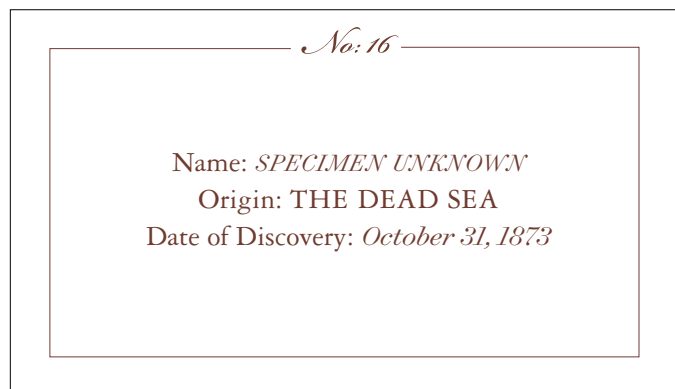 No: 16
Name: SPECIMEN UNKNOWN
Origin: THE DEAD SEA
Date of Discovery: October 31, 1873